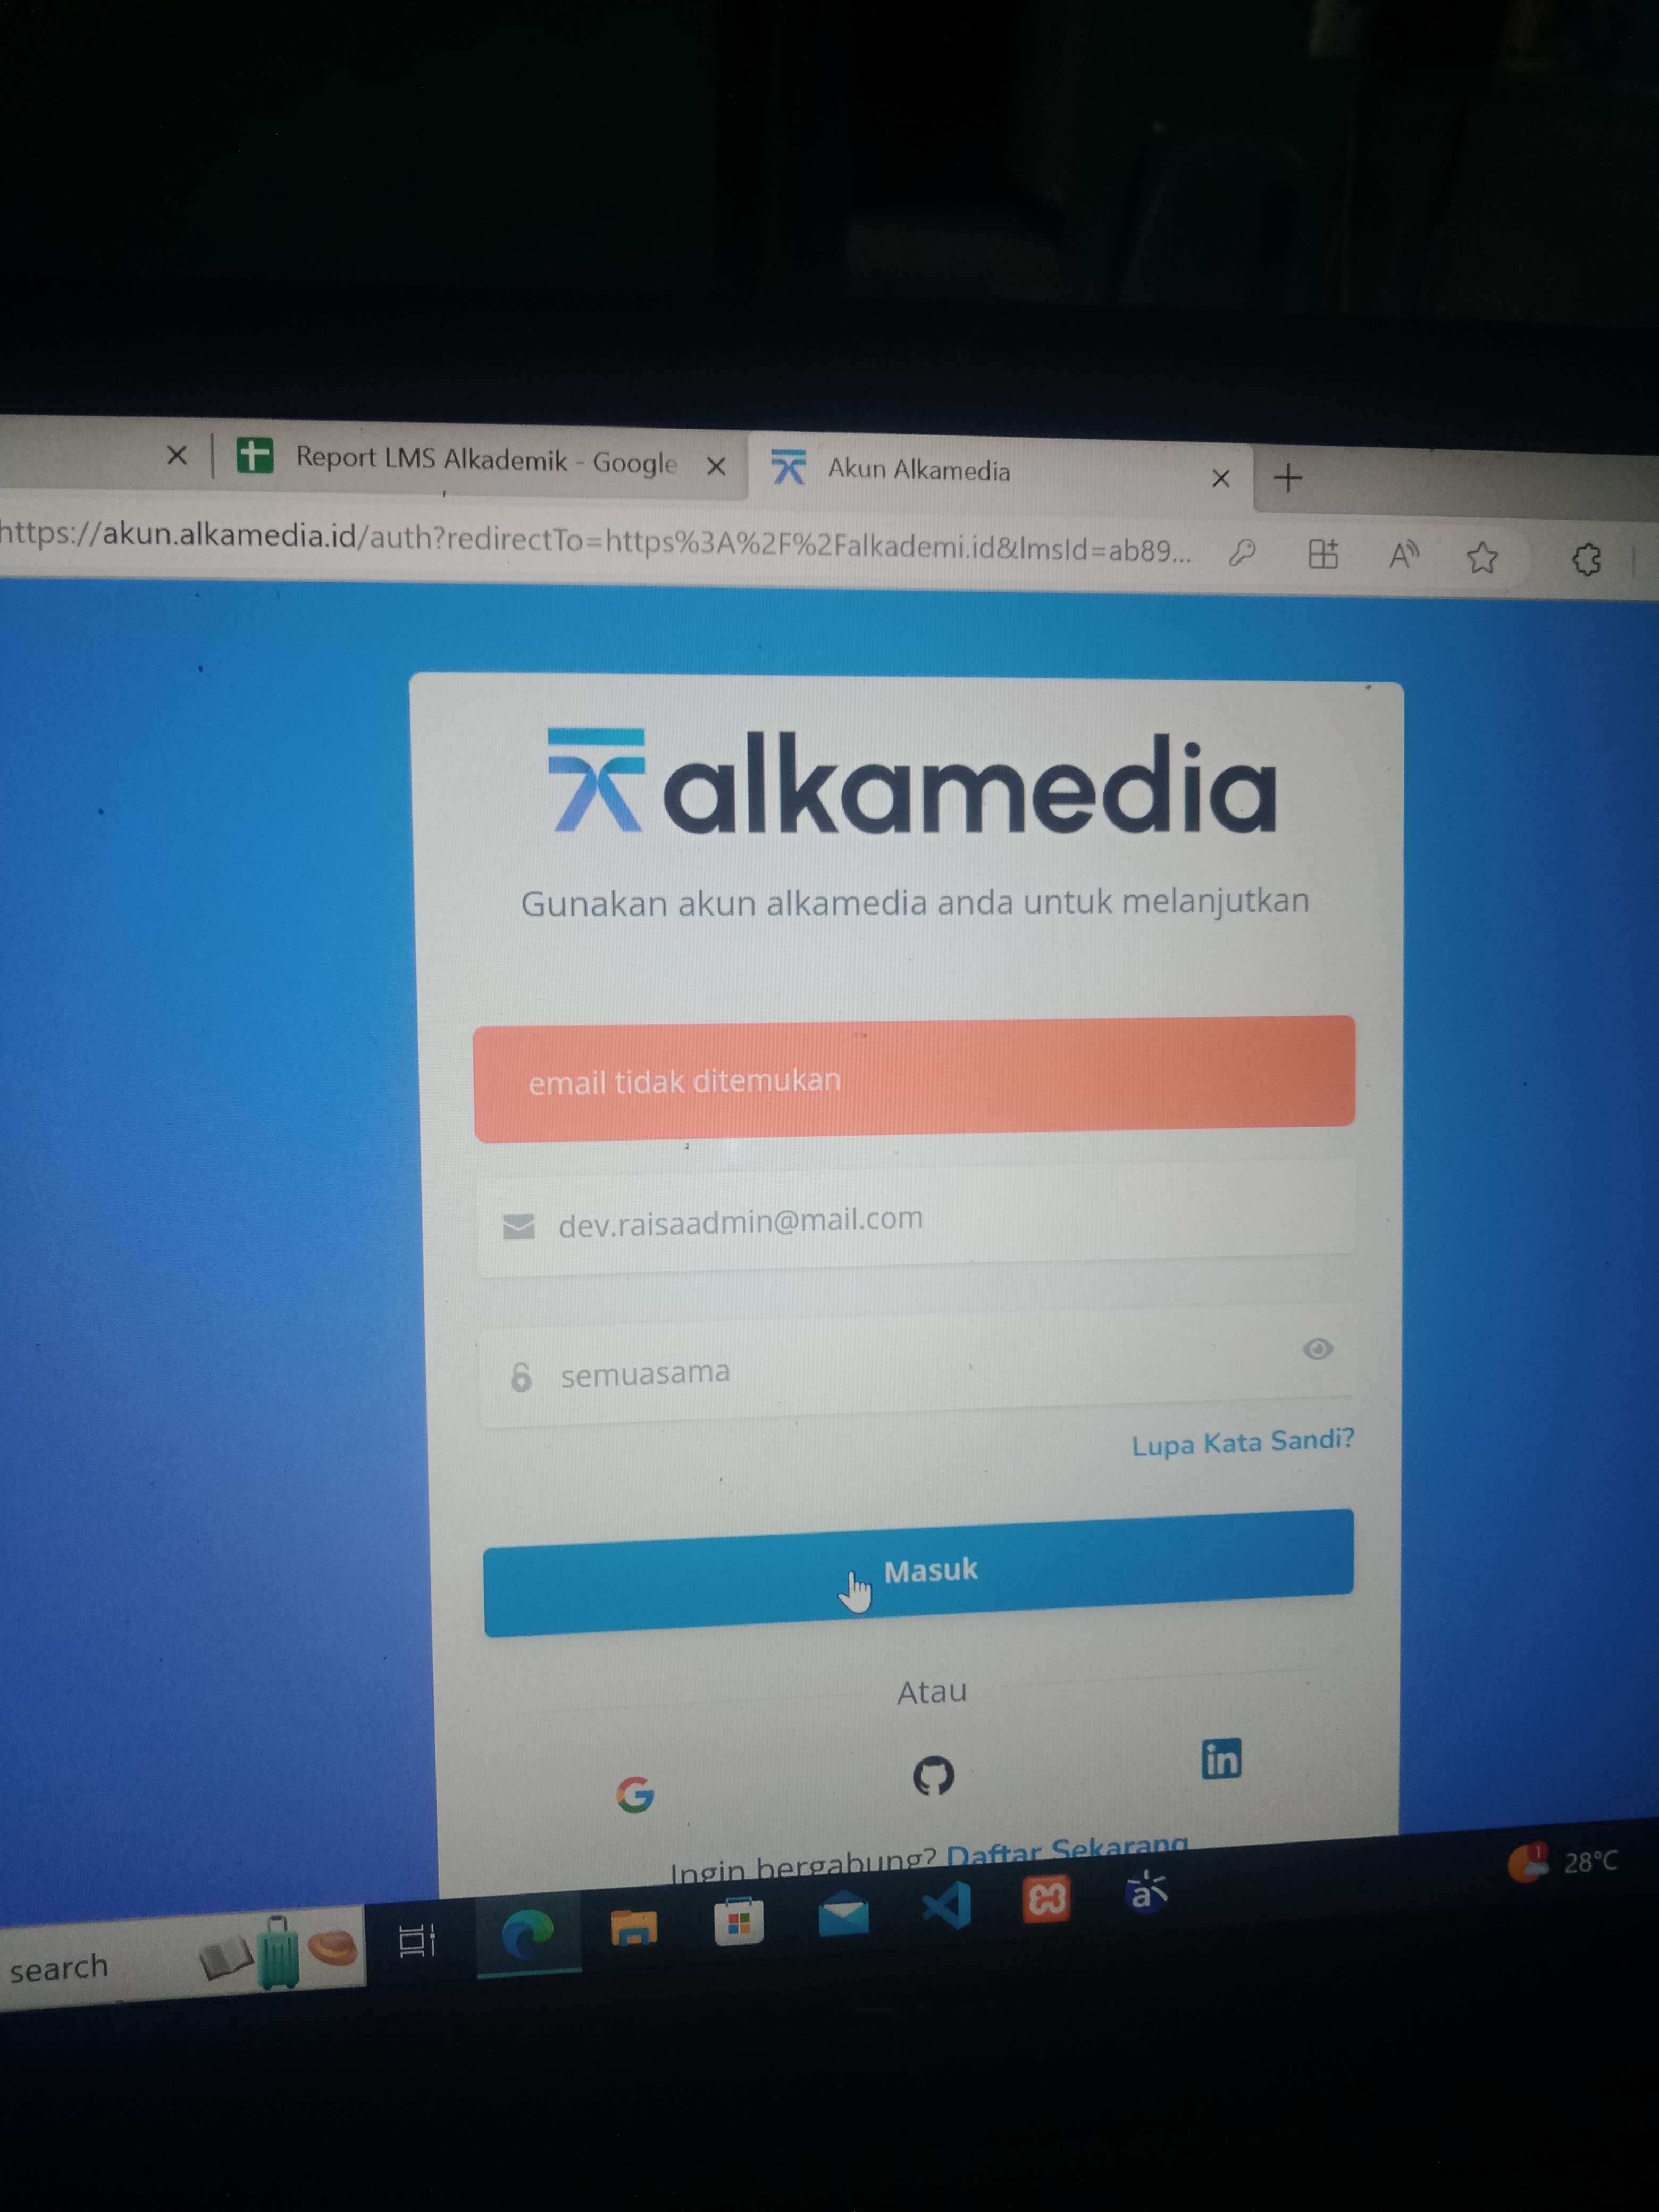 Report LMS Alkademik - Google
Akun Alkamedia
https://akun.alkamedia.id/auth?redirectTo=https%3A%2F%2Falkademi.id&lmsId=ab89...
alkamedia
Gunakan akun alkamedia anda untuk melanjutkan
email tidak ditemukan
dev.raisaadmin@mail.com
semuasama
Lupa Kata Sandi?
Masuk
Atau
Ingin bergabung? Daftar Sekarang
search
1
28°C